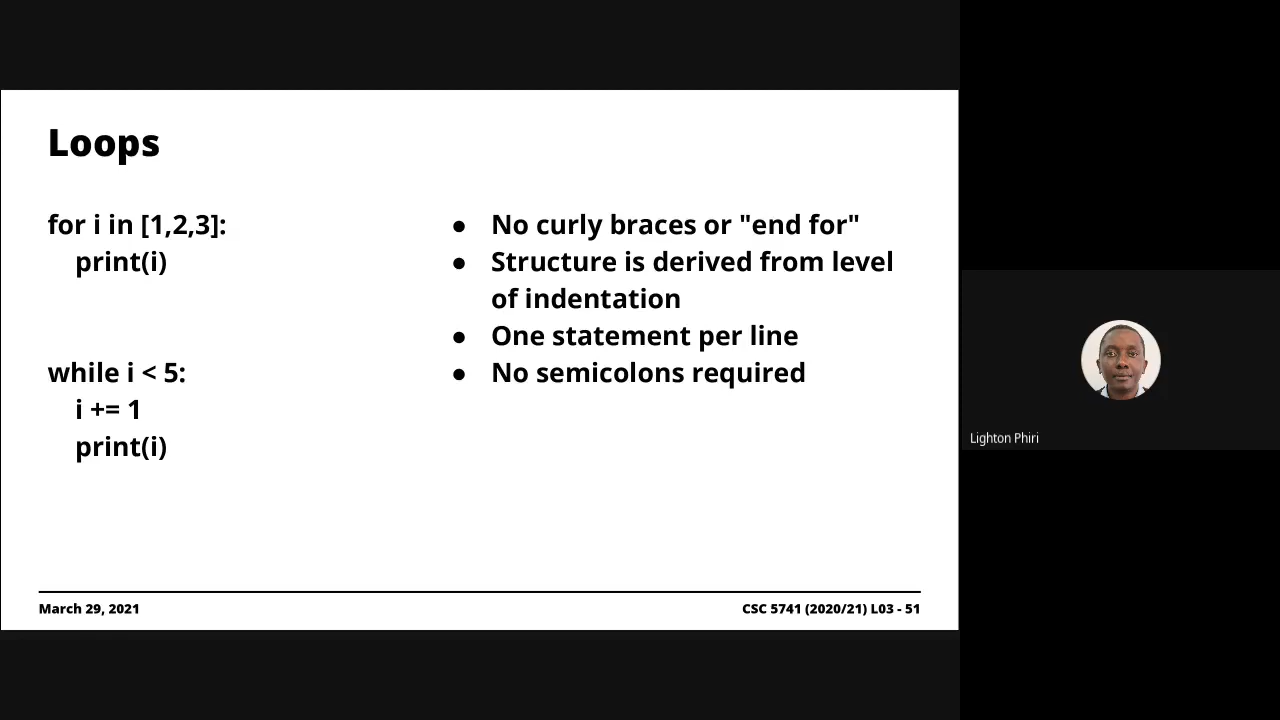 Loops
for i in [1,2,3]:
print(i)
while i < 5:
i += 1
print(i)
● No curly braces or "end for"
● Structure is derived from level
of indentation
● One statement per line
● No semicolons required
March 29, 2021
CSC 5741 (2020/21) L03 - 51
Lighton Phiri